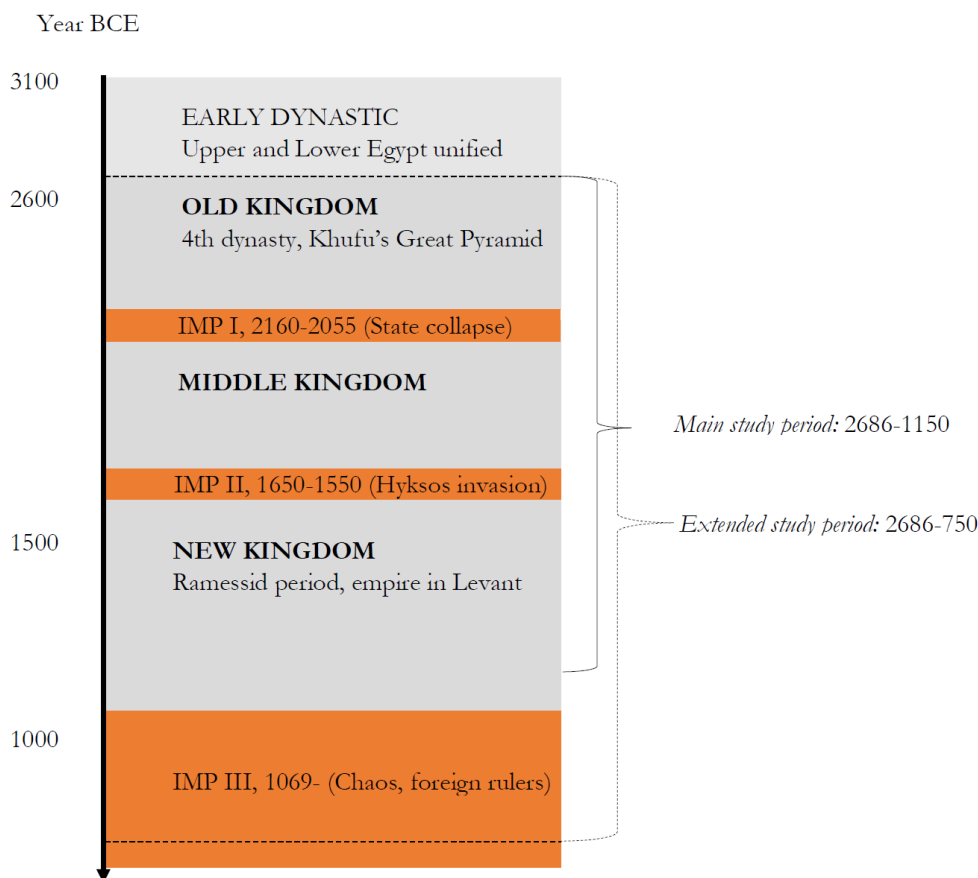 Year BCE
3100
EARLY DYNASTIC
Upper and Lower Egypt unified
2600
OLD KINGDOM
4th dynasty, Khufu’s Great Pyramid
IMP I, 2160-2055 (State collapse)
MIDDLE KINGDOM
Main study period: 2686-1150
IMP II, 1650-1550 (Hyksos invasion)
Extended study period: 2686-750
1500
NEW KINGDOM
Ramessid period, empire in Levant
1000
IMP III, 1069- (Chaos, foreign rulers)